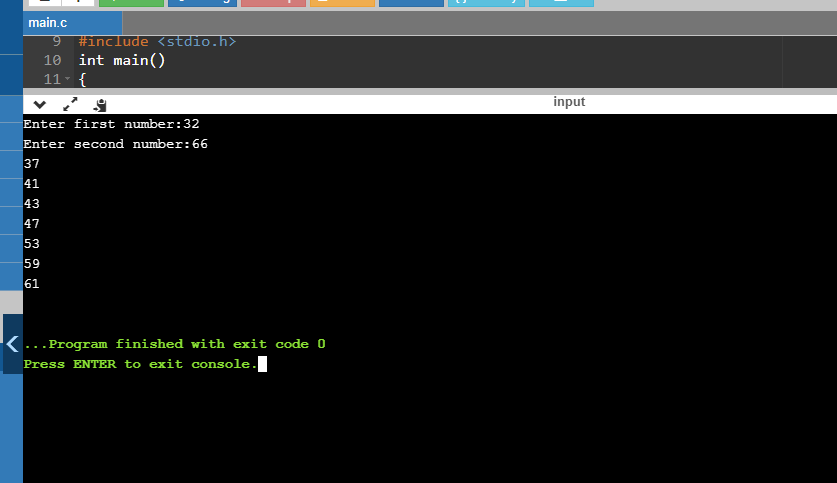 main.c
9 #include <stdio.h>
10 int main()
11 {
input
Enter first number:32
Enter second number:66
37
41
43
47
53
59
61
...Program finished with exit code 0
Press ENTER to exit console.